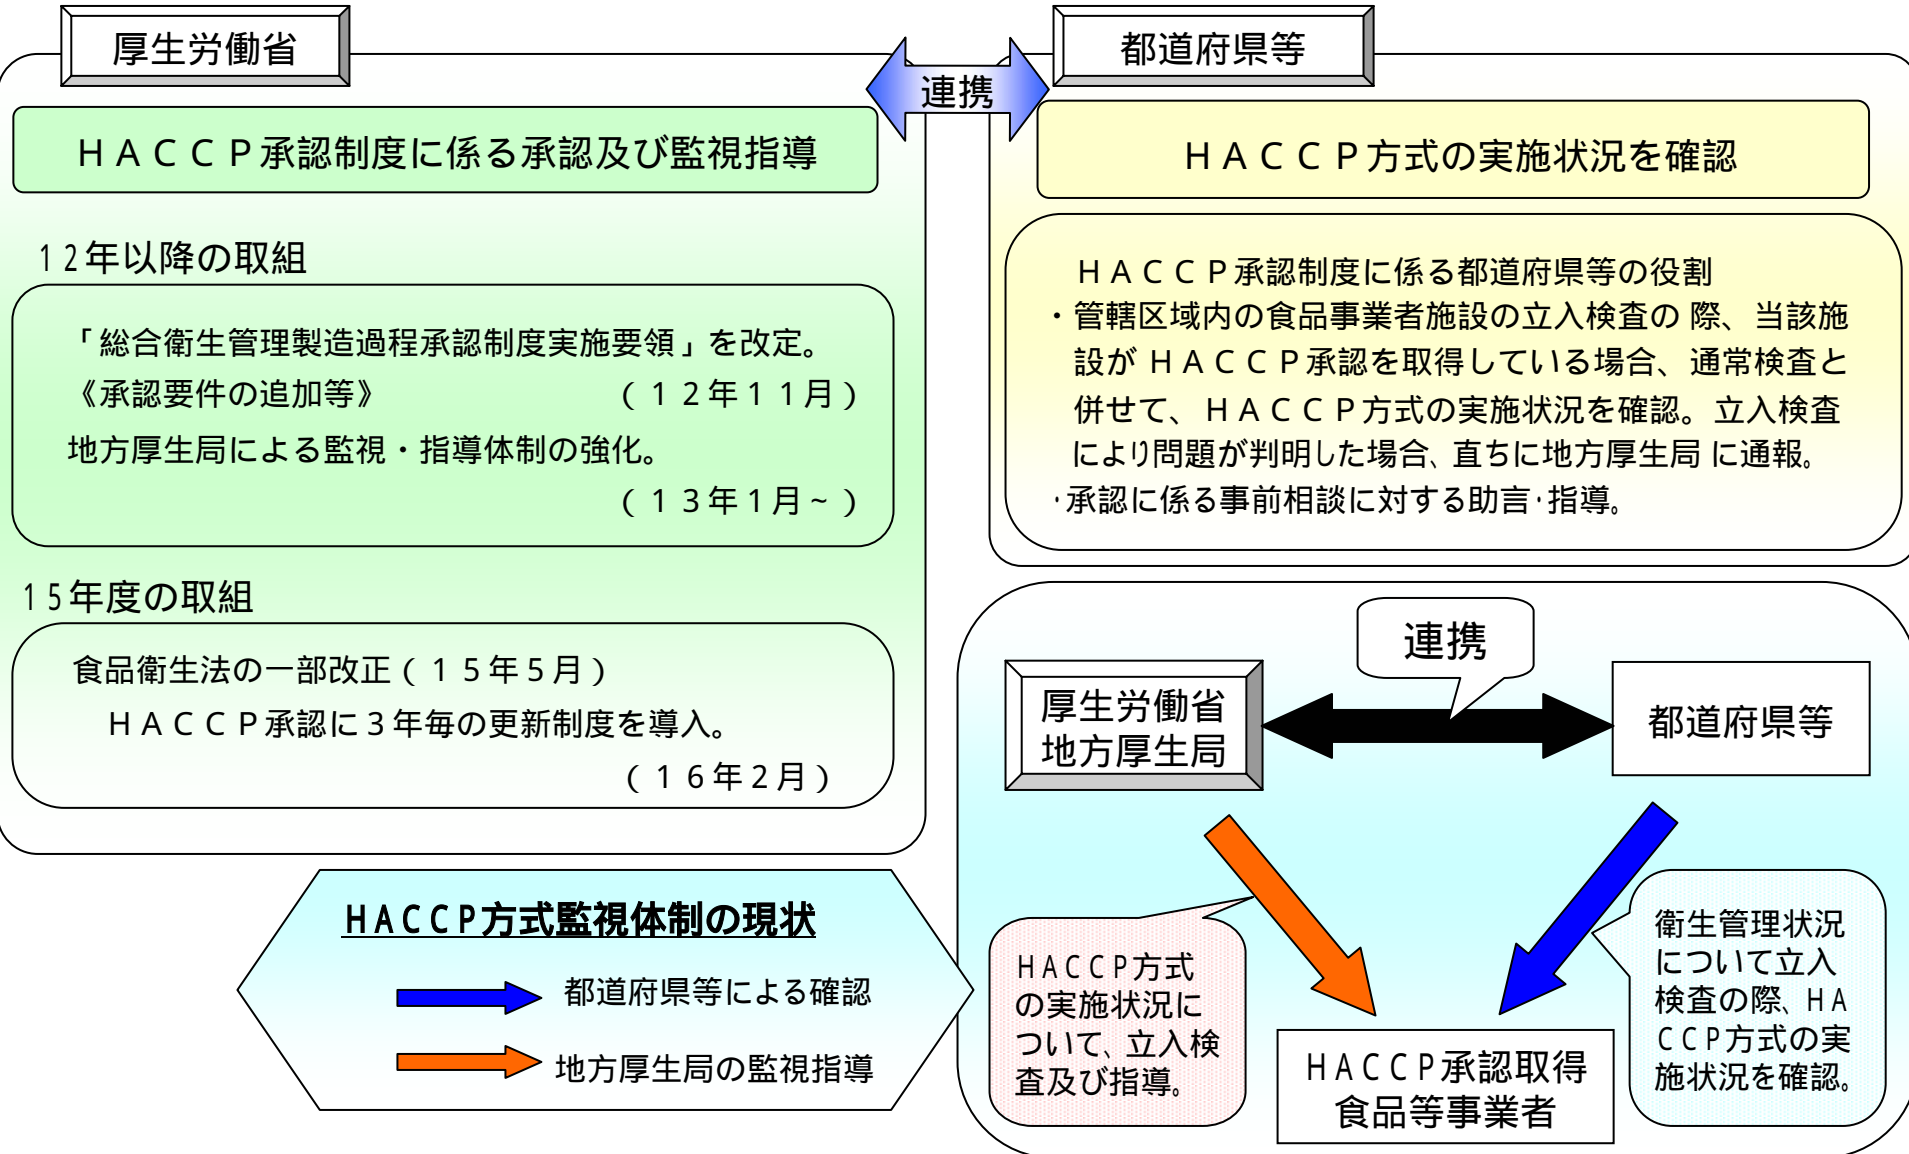 厚生労働省
連携
都道府県等
HACCP承認制度に係る承認及び監視指導
12年以降の取組
「総合衛生管理製造過程承認制度実施要領」を改定。
《承認要件の追加等》 (12年11月)
地方厚生局による監視・指導体制の強化。
(13年1月~)
15年度の取組
食品衛生法の一部改正(15年5月)
HACCP承認に3年毎の更新制度を導入。
(16年2月)
HACCP方式の実施状況を確認
HACCP承認制度に係る都道府県等の役割
・管轄区域内の食品事業者施設の立入検査の 際、当該施
設が HACCP承認を取得している場合、通常検査と
併せて、HACCP方式の実施状況を確認。立入検査
により問題が判明した場合、直ちに地方厚生局 に通報。
・承認に係る事前相談に対する助言・指導。
HACCP方式監視体制の現状
都道府県等による確認
地方厚生局の監視指導
連携
厚生労働省
地方厚生局
都道府県等
HACCP方式
の実施状況に
ついて、立入検
査及び指導。
衛生管理状況
について立入
検査の際、HA
CCP方式の実
施状況を確認。
HACCP承認取得
食品等事業者